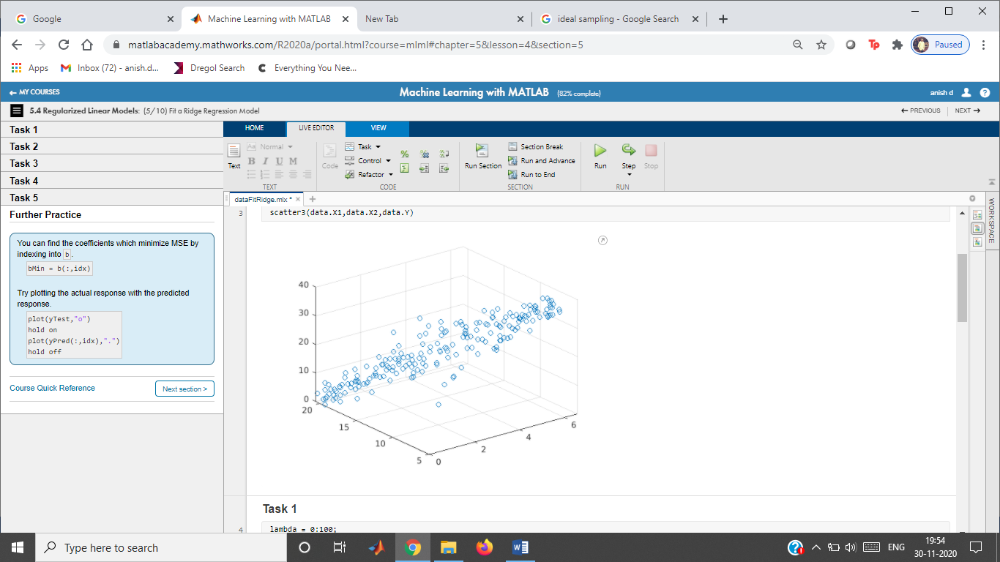 Google
Machine Learning with MATLAB
New Tab
ideal sampling - Google Search
matlabacademy.mathworks.com/R2020a/portal.html?course=mlml#chapter=5&lesson=4&section=5
Tp
Paused
Apps
Inbox (72) - anish.d...
Dregol Search
Everything You Nee...
← MY COURSES
Machine Learning with MATLAB (82% complete)
anish d
?
5.4 Regularized Linear Models: (5/10) Fit a Ridge Regression Model
← PREVIOUS
NEXT →
Task 1
Task 2
Task 3
Task 4
Task 5
Further Practice
You can find the coefficients which minimize MSE by
indexing into b.
bMin = b(:,idx)
Try plotting the actual response with the predicted
response.
plot(yTest,"o")
hold on
plot(yPred(:,idx),".")
hold off
Course Quick Reference
Next section >
HOME
LIVE EDITOR
VIEW
Text
Aa Normal
B I U M
TEXT
Code
Task
Control
Refactor
CODE
Run Section
Section Break
Run and Advance
Run to End
SECTION
Run
Step
Stop
RUN
dataFitRidge.mlx *
WORKSPACE
3
scatter3(data.X1,data.X2,data.Y)
40
30
20
10
0
20
15
10
5
0
2
4
6
Task 1
4
lambda = 0:100;
Type here to search
ENG
19:54
30-11-2020